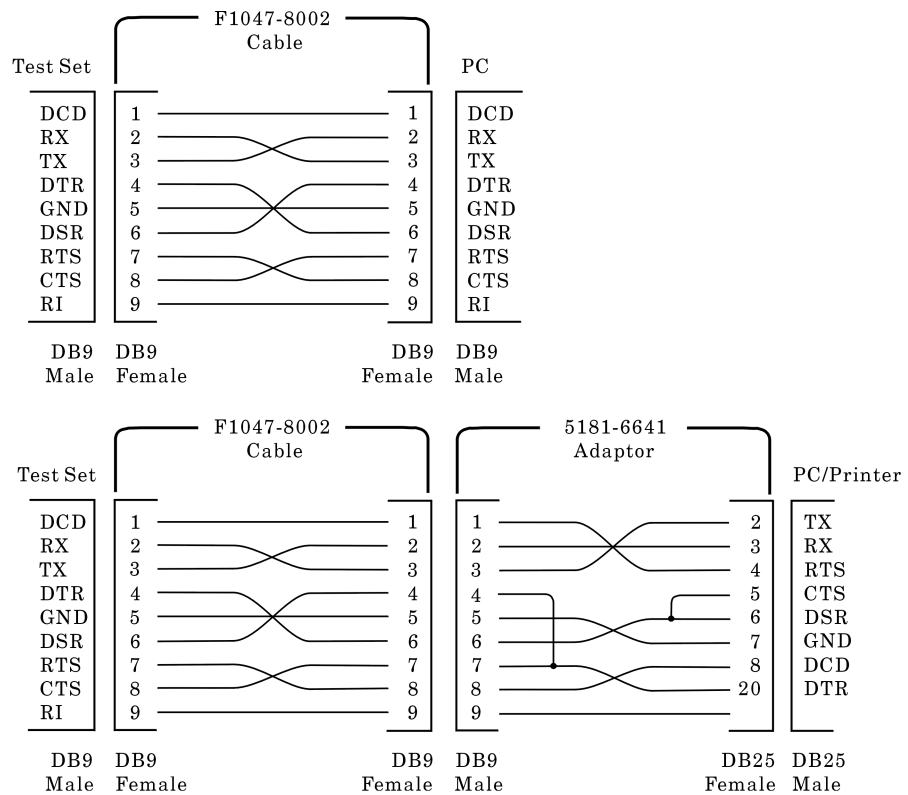 F1047-8002
Cable
Test Set
PC
DCD 1 1 DCD
RX 2 2 RX
TX 3 3 TX
DTR 4 4 DTR
GND 5 5 GND
DSR 6 6 DSR
RTS 7 7 RTS
CTS 8 8 CTS
RI 9 9 RI
DB9 DB9 DB9 DB9
Male Female Female Male
F1047-8002 5181-6641
Cable Adaptor
Test Set PC/Printer
DCD 1 1 1 2 TX
RX 2 2 2 3 RX
TX 3 3 3 4 RTS
DTR 4 4 4 5 CTS
GND 5 5 5 6 DSR
DSR 6 6 6 7 GND
RTS 7 7 7 8 DCD
CTS 8 8 8 20 DTR
RI 9 9 9
DB9 DB9 DB9 DB9 DB25 DB25
Male Female Female Male Female Male